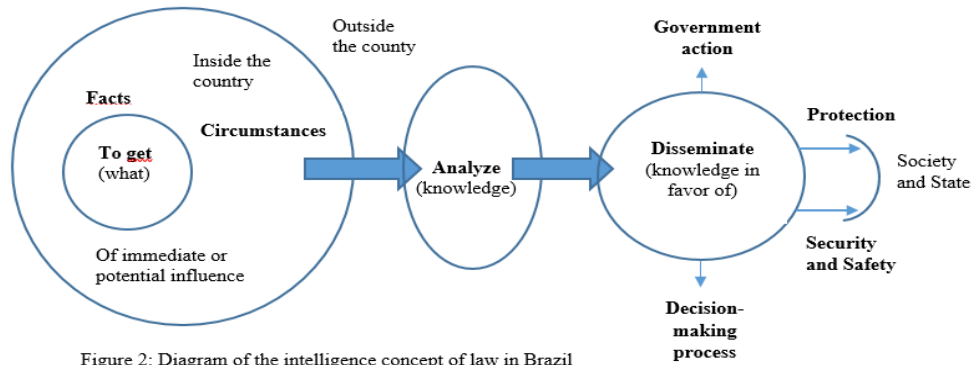 Outside
the county
Inside the
country
Facts
Circumstances
To get
(what)
Of immediate or
potential influence
Analyze
(knowledge)
Government
action
Disseminate
(knowledge in
favor of)
Protection
Society
and State
Security
and Safety
Decision-
making
process
Figure 2: Diagram of the intelligence concept of law in Brazil